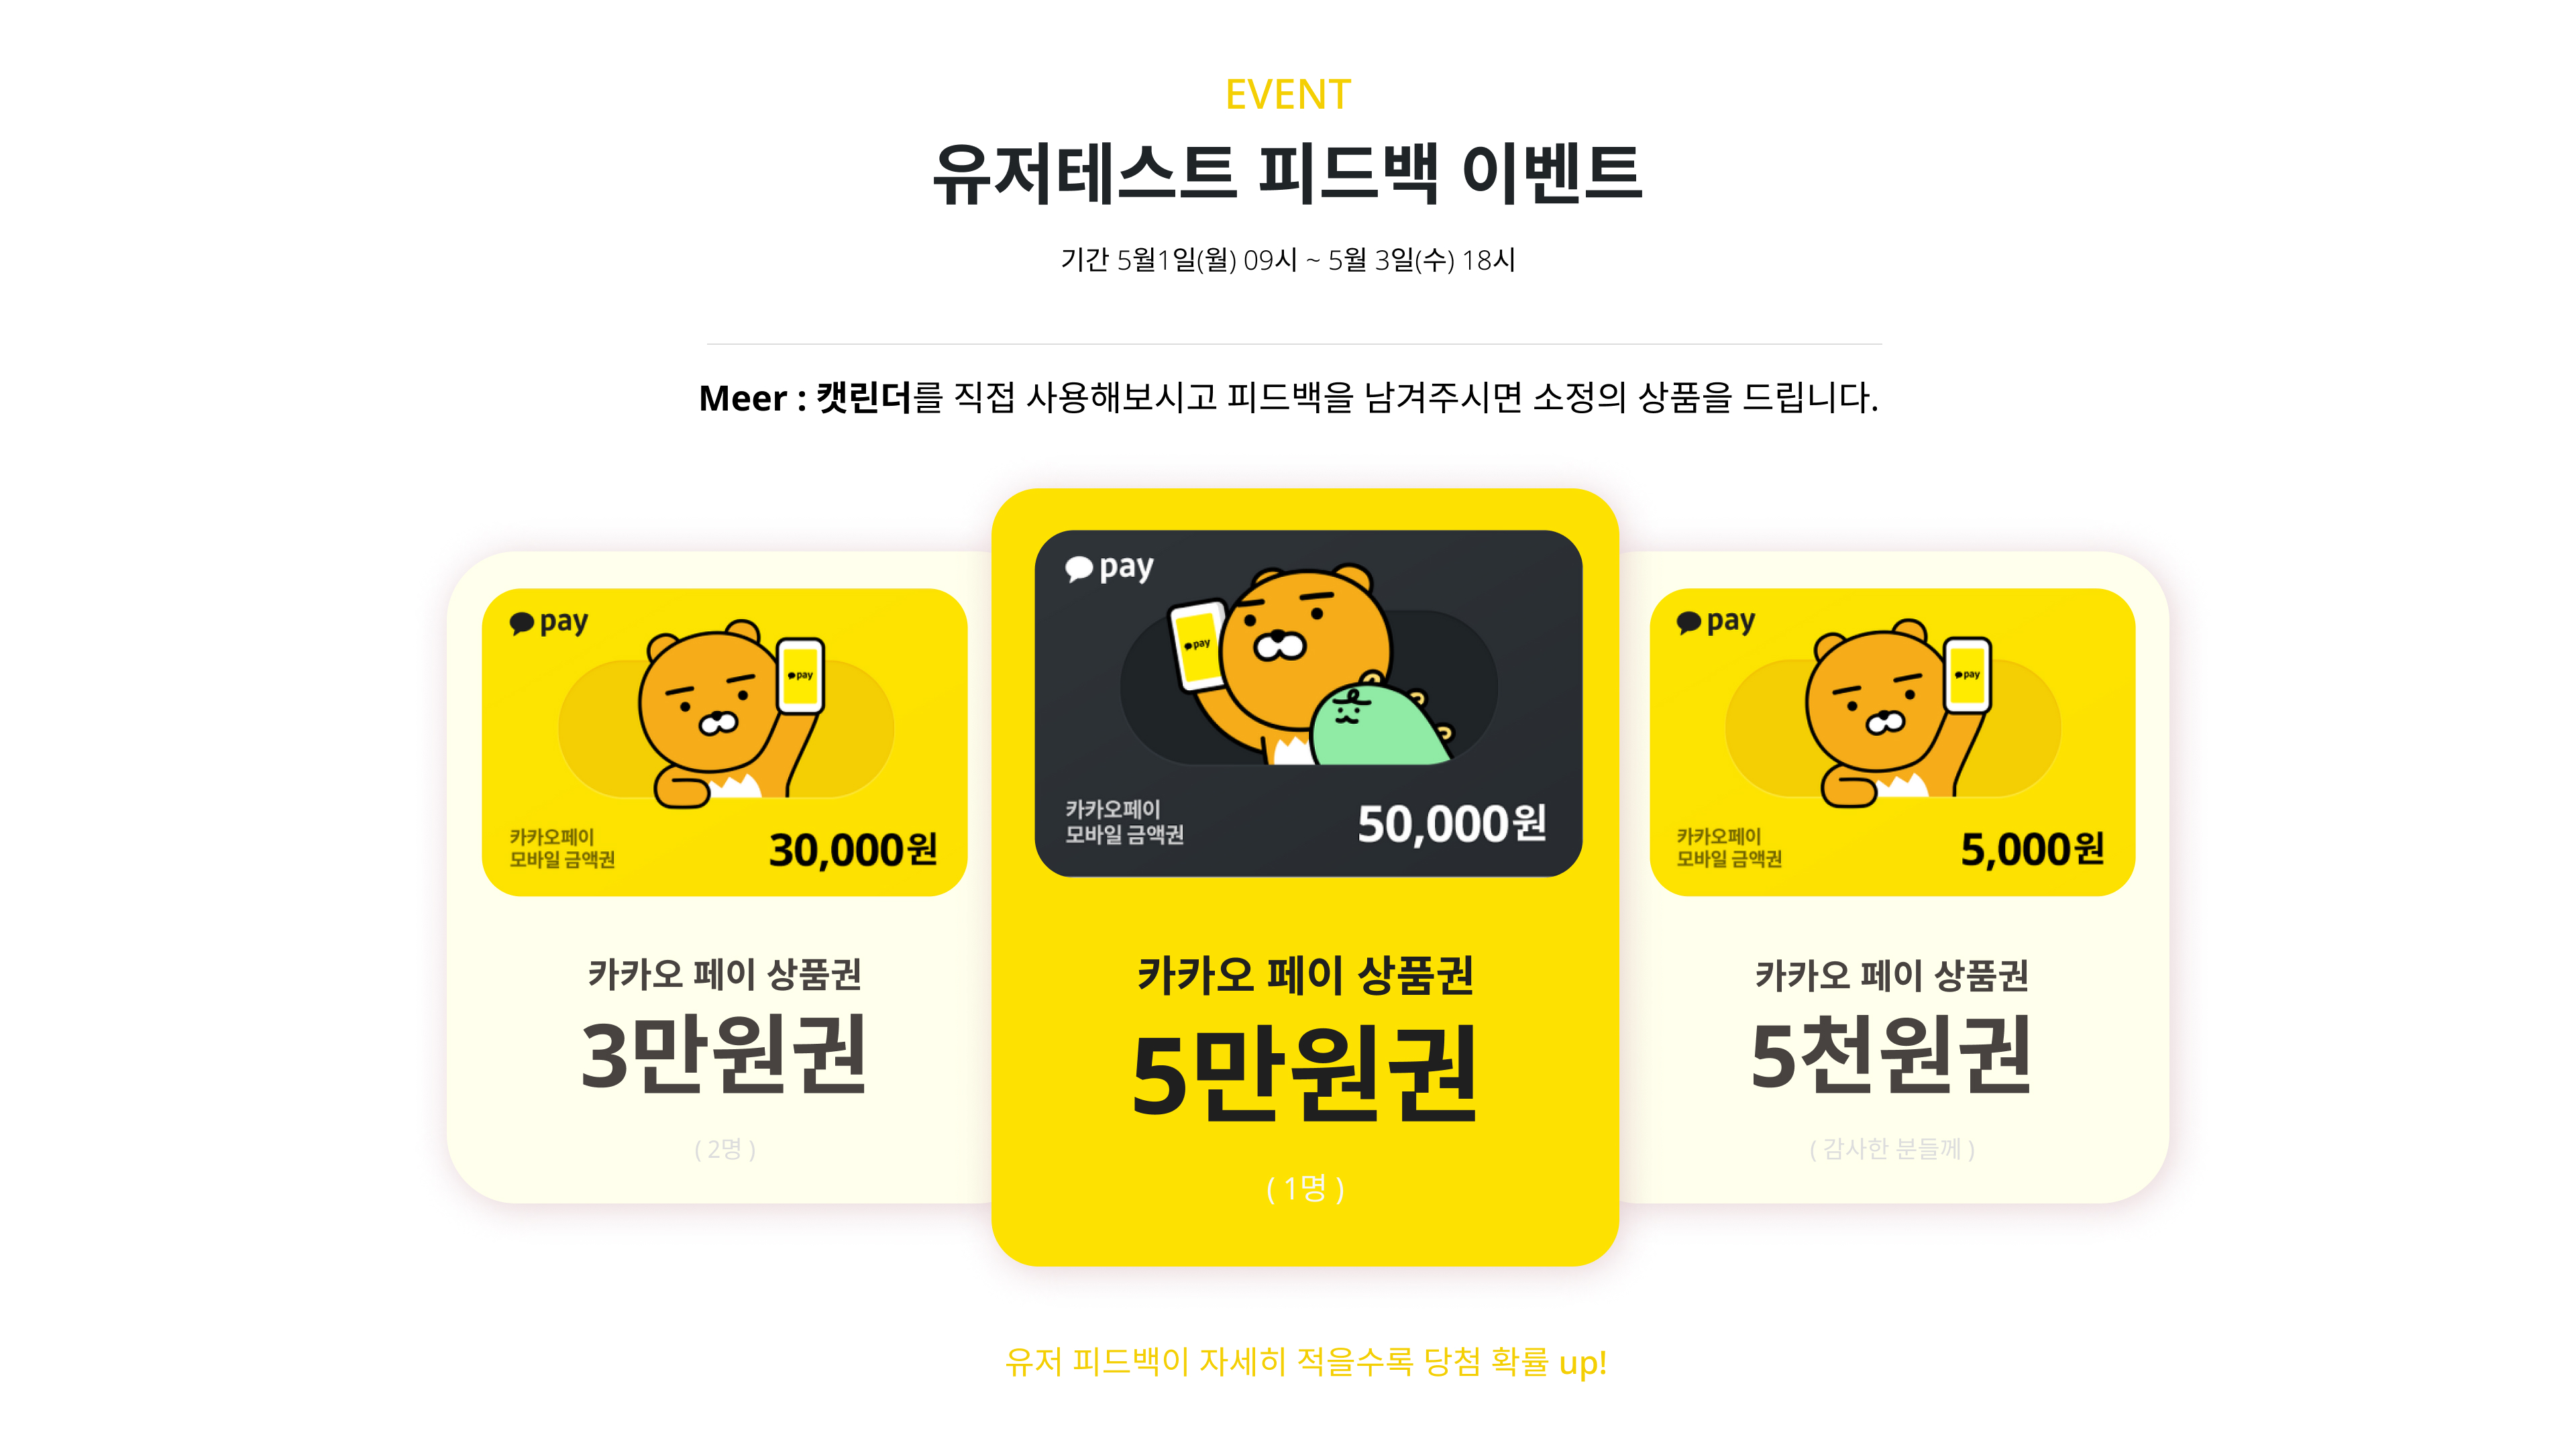 EVENT
유저테스트 피드백 이벤트
기간 5월1일(월) 09시 ~ 5월 3일(수) 18시
Meer : 캣린더를 직접 사용해보시고 피드백을 남겨주시면 소정의 상품을 드립니다.
pay
pay
카카오페이
모바일 금액권
30,000원
카카오 페이 상품권
3만원권
( 2명 )
pay
pay
카카오페이
모바일 금액권
50,000원
카카오 페이 상품권
5만원권
( 1명 )
pay
pay
카카오페이
모바일 금액권
5,000원
카카오 페이 상품권
5천원권
( 감사한 분들께 )
유저 피드백이 자세히 적을수록 당첨 확률 up!